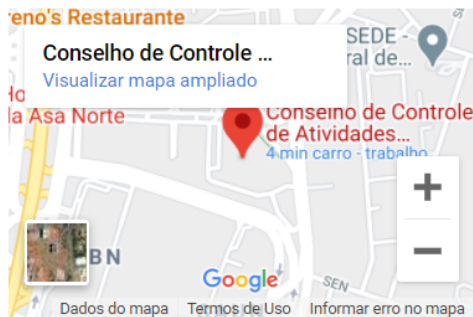 reno's Restaurante
Conselho de Controle ...
Visualizar mapa ampliado
SEDE -
ral de...
la Asa Norte
Conselho de Controle
de Atividades...
4 min carro - trabalho
+
BN
−
Google
SEN
Dados do mapa Termos de Uso Informar erro no mapa